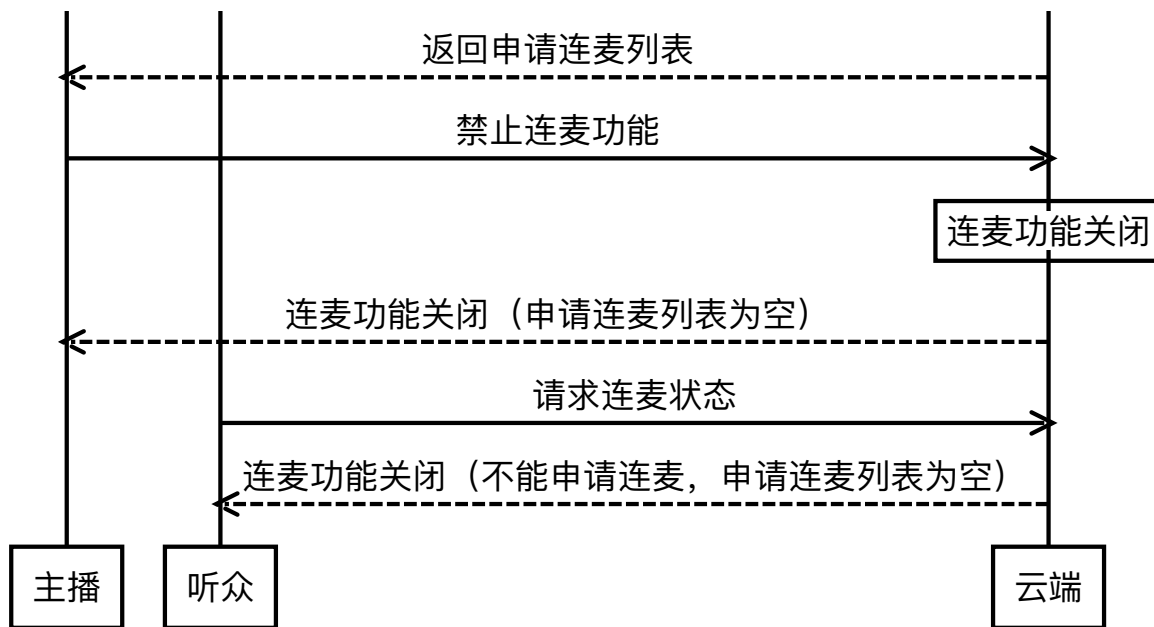 返回申请连麦列表
禁止连麦功能
连麦功能关闭
连麦功能关闭（申请连麦列表为空）
请求连麦状态
连麦功能关闭（不能申请连麦，申请连麦列表为空）
主播
听众
云端